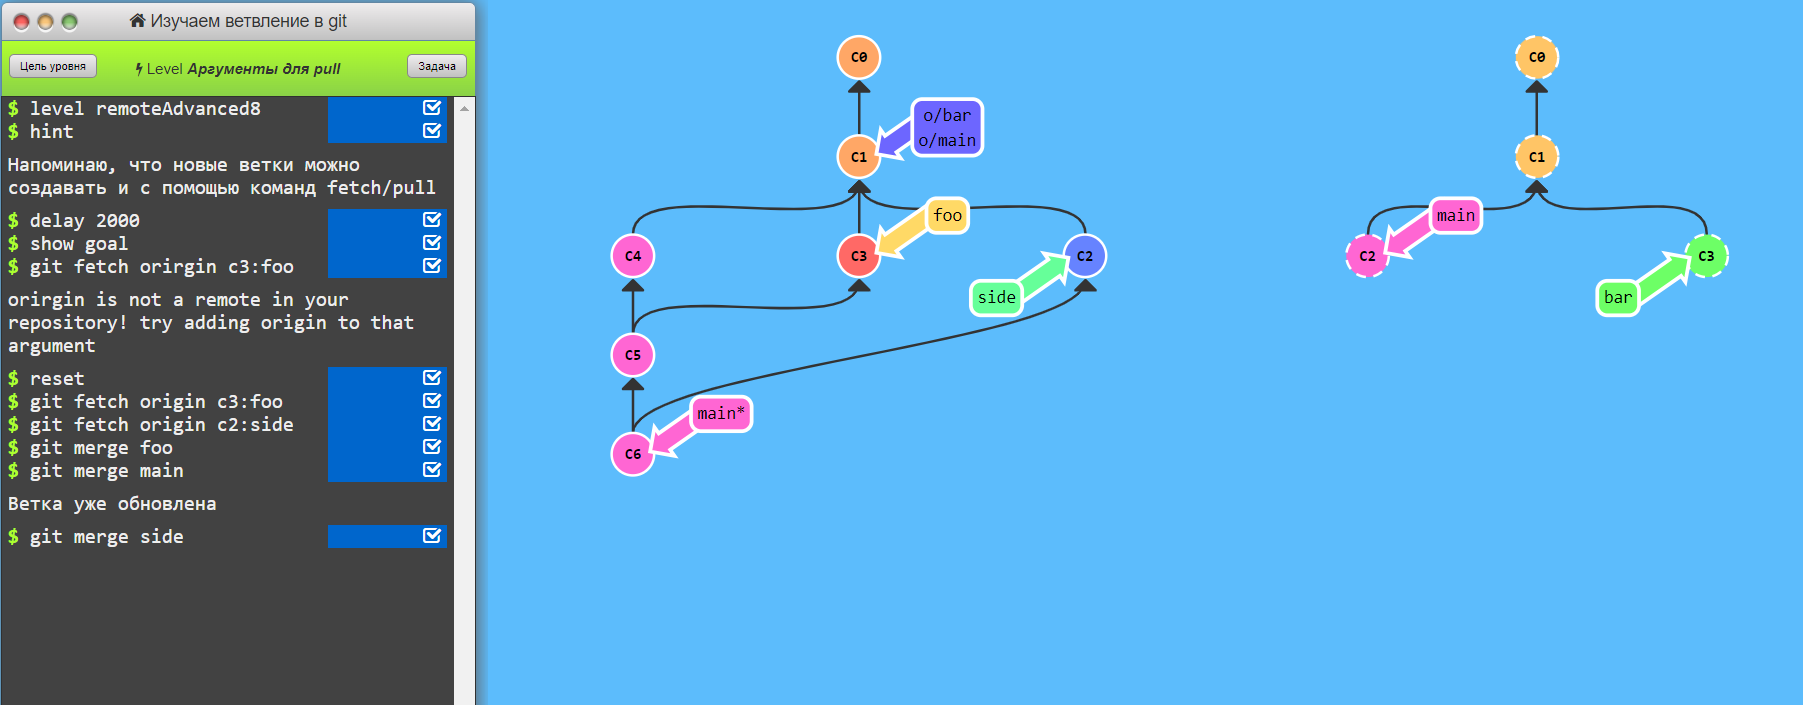 Изучаем ветвление в git
Цель уровня
Level Аргументы для pull
Задача
$ level remoteAdvanced8
$ hint
Напоминаю, что новые ветки можно
создавать и с помощью команд fetch/pull
$ delay 2000
$ show goal
$ git fetch orirgin c3:foo
orirgin is not a remote in your
repository! try adding origin to that
argument
$ reset
$ git fetch origin c3:foo
$ git fetch origin c2:side
$ git merge foo
$ git merge main
Ветка уже обновлена
$ git merge side
C0
o/bar
o/main
C1
foo
C4
C3
C2
side
C5
main*
C6
C0
C1
main
C2
C3
bar